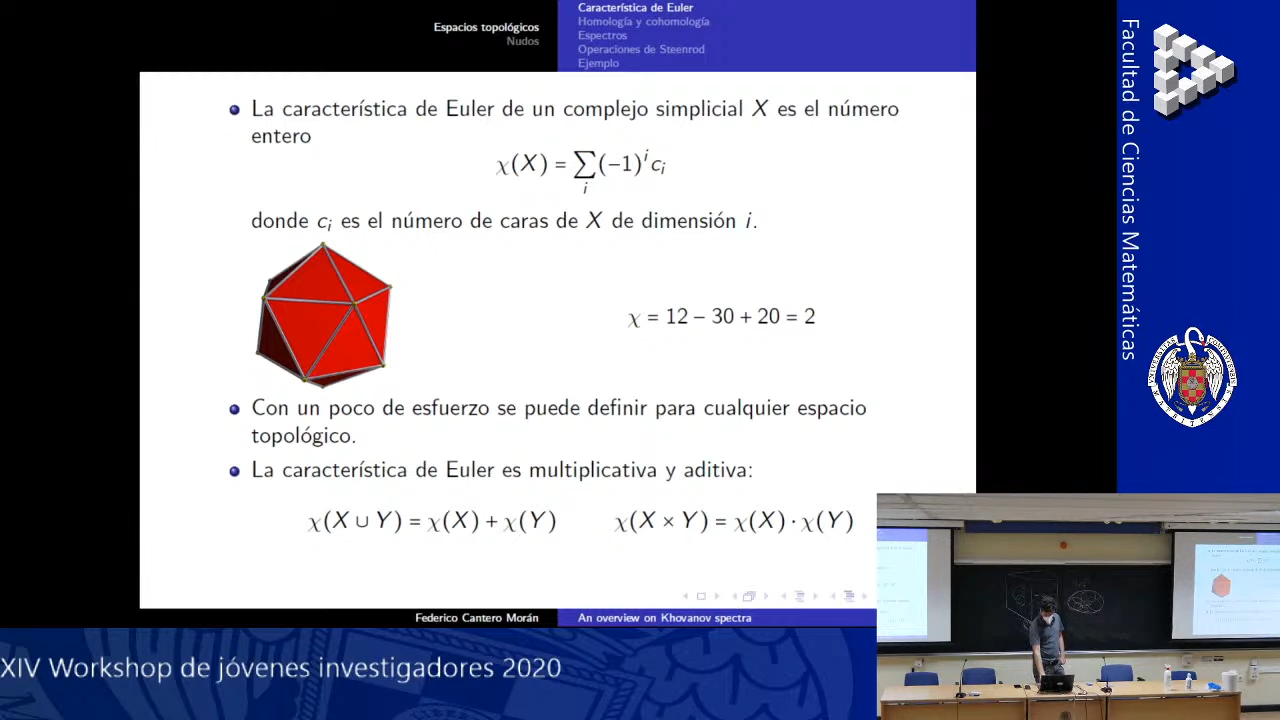 Espacios topológicos
Nudos
Característica de Euler
Homología y cohomología
Espectros
Operaciones de Steenrod
Ejemplo
La característica de Euler de un complejo simplicial X es el número
entero
χ(X) = ∑(−1)^i c_i
i
donde c_i es el número de caras de X de dimensión i.
χ = 12 − 30 + 20 = 2
Con un poco de esfuerzo se puede definir para cualquier espacio
topológico.
La característica de Euler es multiplicativa y aditiva:
χ(X ∪ Y) = χ(X) + χ(Y) χ(X × Y) = χ(X) · χ(Y)
Federico Cantero Morán
An overview on Khovanov spectra
XIV Workshop de jóvenes investigadores 2020
Facultad de Ciencias Matemáticas